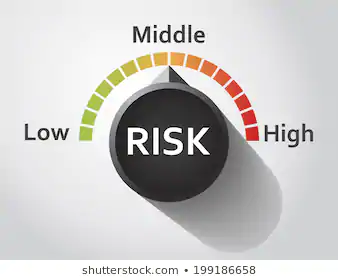 Middle
Low
RISK
High
shutterstock.com · 199186658